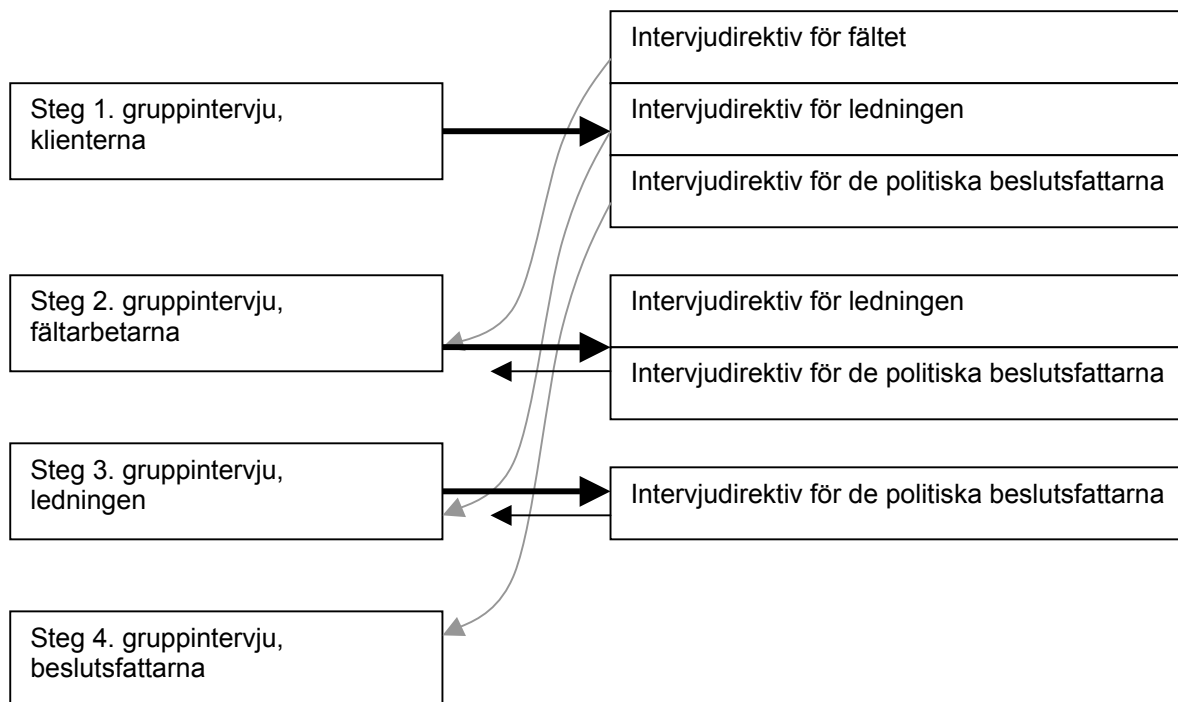 Intervjudirektiv för fältet
Steg 1. gruppintervju,
klienterna
Intervjudirektiv för ledningen
Intervjudirektiv för de politiska beslutsfattarna
Steg 2. gruppintervju,
fältarbetarna
Intervjudirektiv för ledningen
Intervjudirektiv för de politiska beslutsfattarna
Steg 3. gruppintervju,
ledningen
Intervjudirektiv för de politiska beslutsfattarna
Steg 4. gruppintervju,
beslutsfattarna